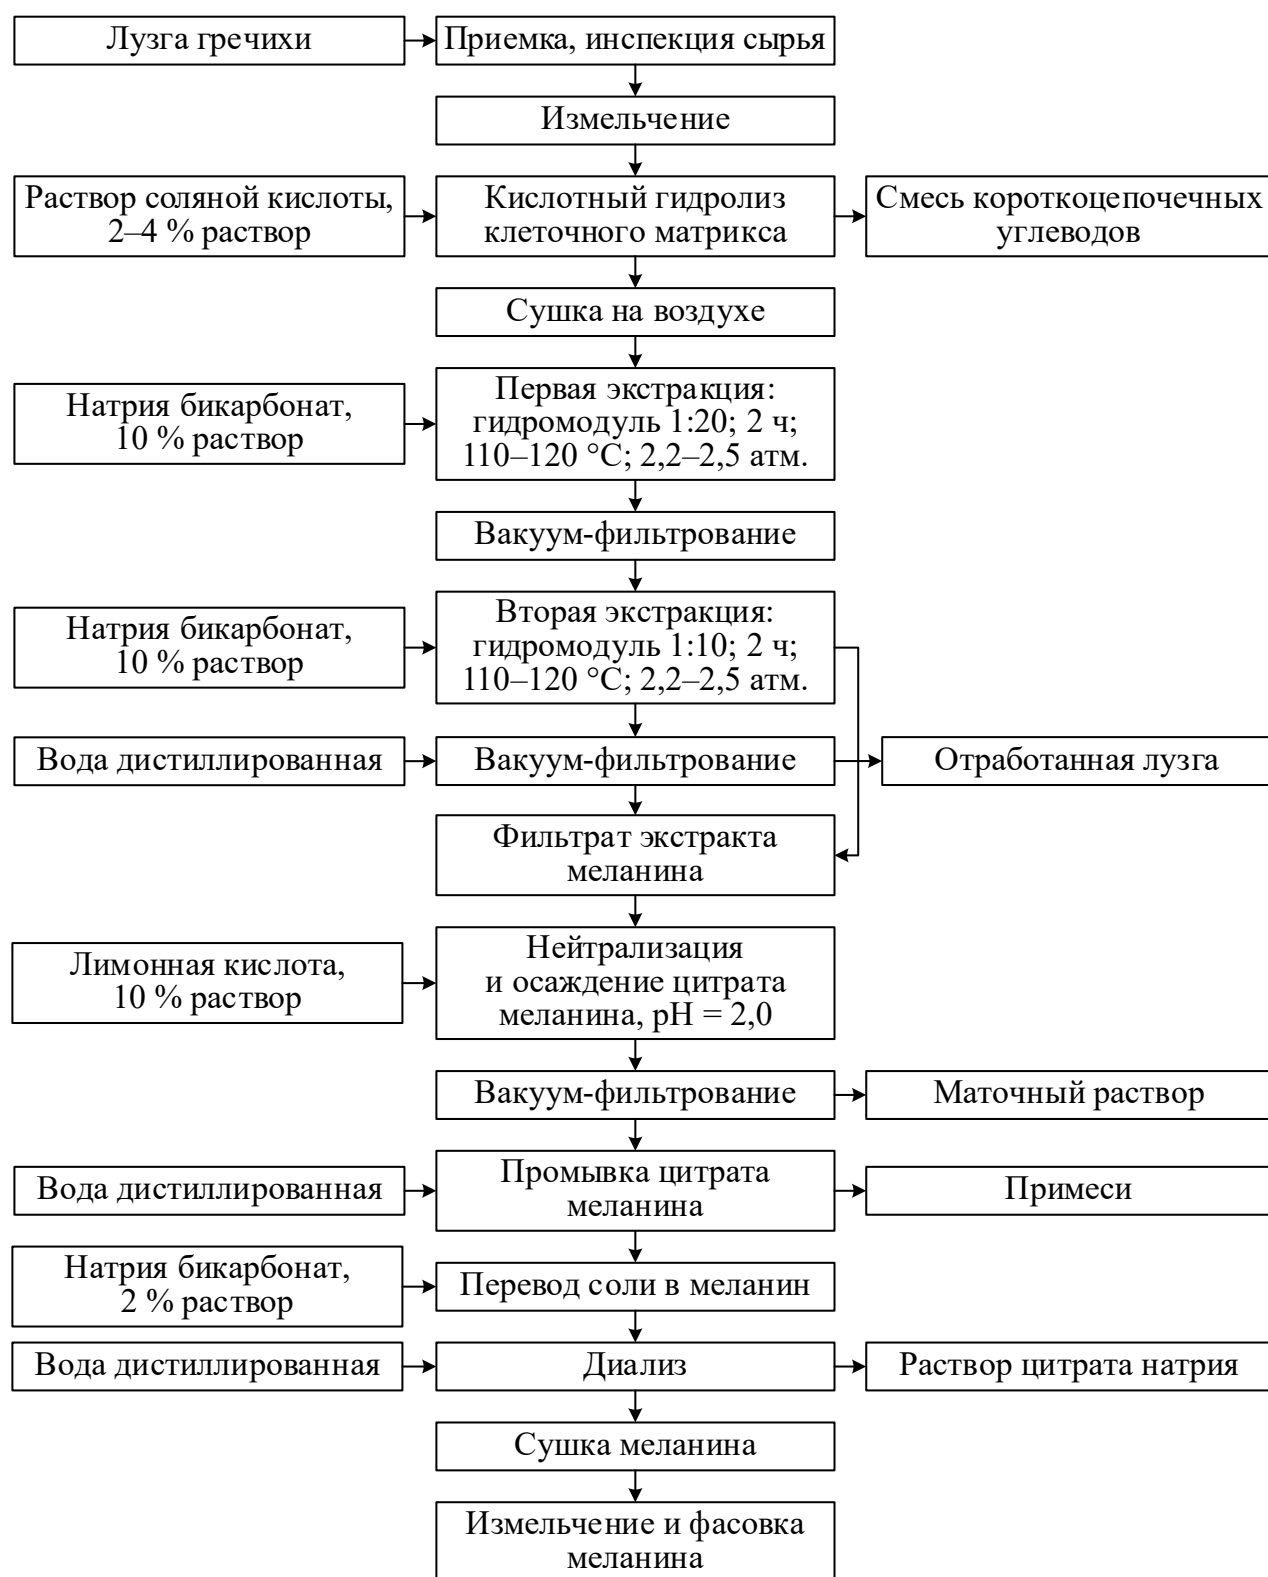 Лузга гречихи
Приемка, инспекция сырья
Измельчение
Раствор соляной кислоты,
2–4 % раствор
Кислотный гидролиз
клеточного матрикса
Смесь короткоцепочечных
углеводов
Сушка на воздухе
Натрия бикарбонат,
10 % раствор
Первая экстракция:
гидромодуль 1:20; 2 ч;
110–120 °C; 2,2–2,5 атм.
Вакуум-фильтрование
Натрия бикарбонат,
10 % раствор
Вторая экстракция:
гидромодуль 1:10; 2 ч;
110–120 °C; 2,2–2,5 атм.
Вода дистиллированная
Вакуум-фильтрование
Отработанная лузга
Фильтрат экстракта
меланина
Лимонная кислота,
10 % раствор
Нейтрализация
и осаждение цитрата
меланина, pH = 2,0
Вакуум-фильтрование
Маточный раствор
Вода дистиллированная
Промывка цитрата
меланина
Примеси
Натрия бикарбонат,
2 % раствор
Перевод соли в меланин
Вода дистиллированная
Диализ
Раствор цитрата натрия
Сушка меланина
Измельчение и фасовка
меланина